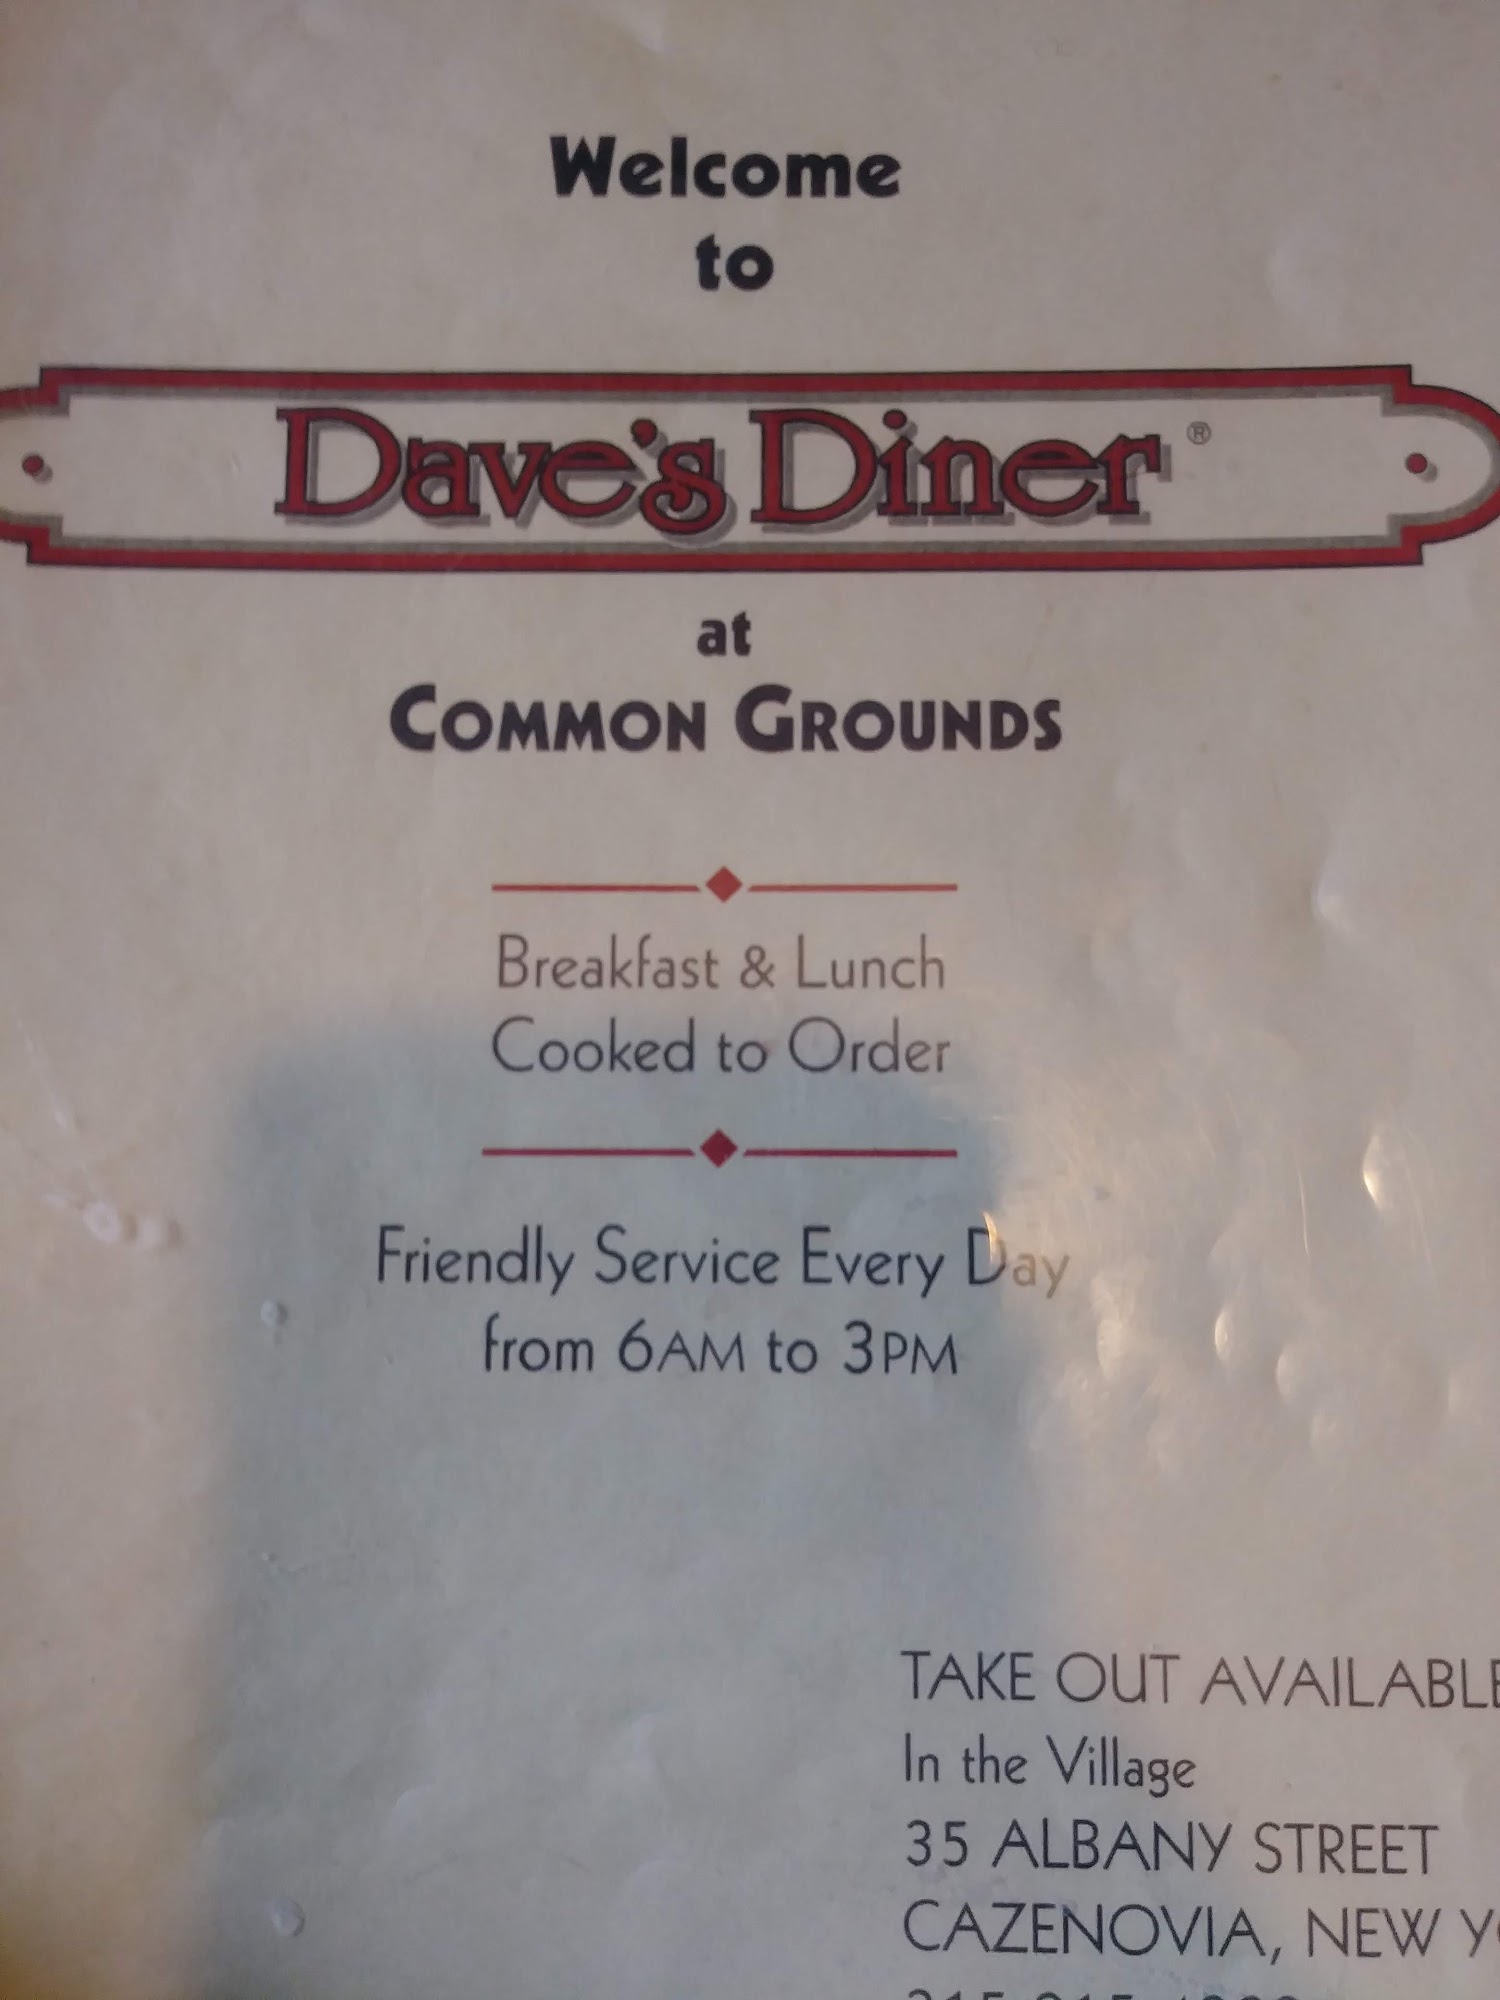 Welcome
to
Dave's Diner ®
at
COMMON GROUNDS
Breakfast & Lunch
Cooked to Order
Friendly Service Every Day
from 6AM to 3PM
TAKE OUT AVAILABLE
In the Village
35 ALBANY STREET
CAZENOVIA, NEW